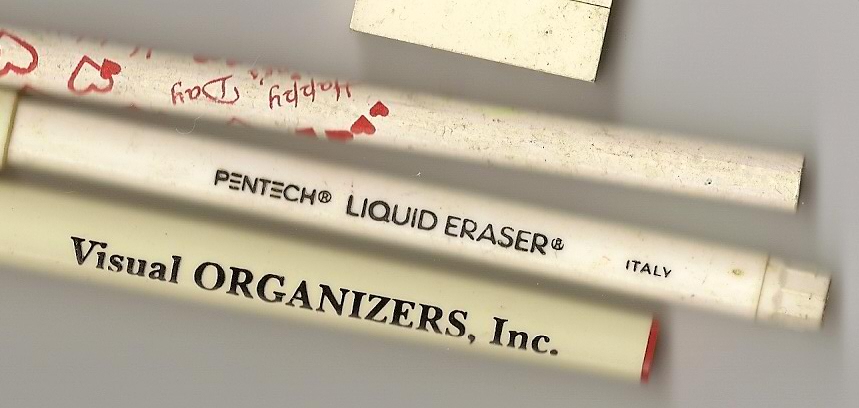 Happy
Day
PENTECH® LIQUID ERASER® ITALY
Visual ORGANIZERS, Inc.